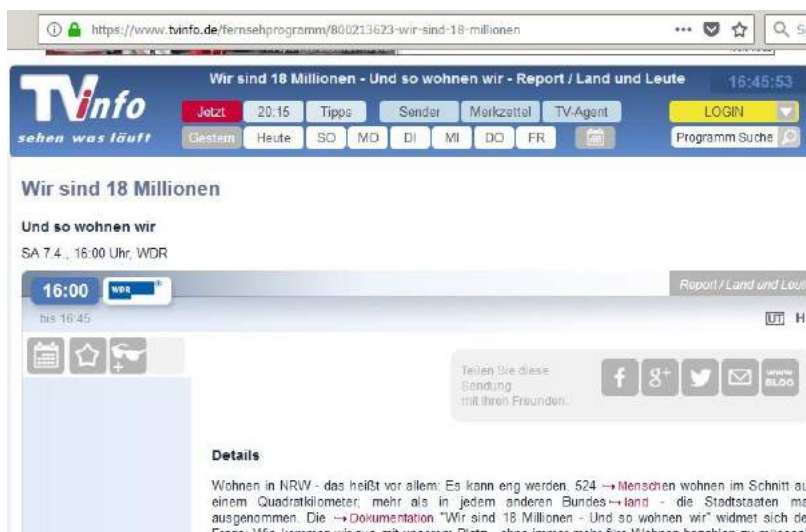 https://www.tvinfo.de/fernsehprogramm/800213623-wir-sind-18-millionen
TVinfo
sehen was läuft
Wir sind 18 Millionen - Und so wohnen wir - Report / Land und Leute
16:45:53
Jetzt 20:15 Tipps Sender Merkzettel TV-Agent LOGIN
Gestern Heute SO MO DI MI DO FR Programm Suche
Wir sind 18 Millionen
Und so wohnen wir
SA 7.4., 16:00 Uhr, WDR
16:00 WDR Report / Land und Leute
bis 16:45 UT H
Teilen Sie diese
Sendung
mit Ihren Freunden.
f g+ www BLOG
Details
Wohnen in NRW - das heißt vor allem: Es kann eng werden. 524 →Menschen wohnen im Schnitt au
einem Quadratkilometer, mehr als in jedem anderen Bundes→land - die Stadtstaaten ma
ausgenommen. Die →Dokumentation "Wir sind 18 Millionen - Und so wohnen wir" widmet sich de